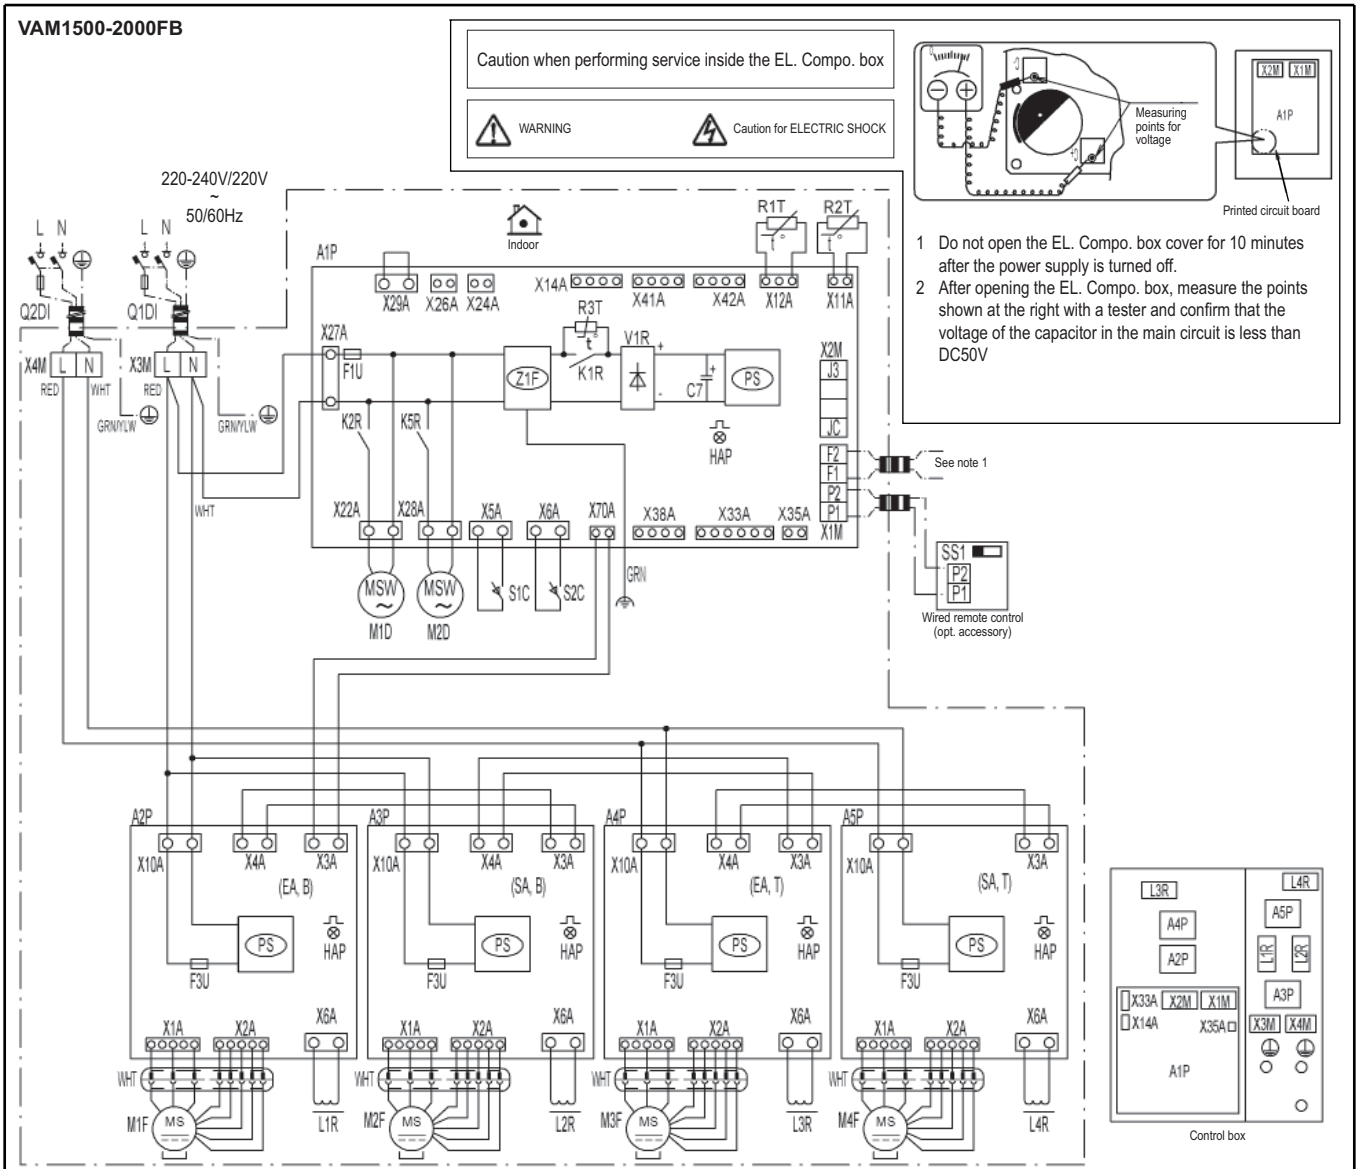 VAM1500-2000FB
Caution when performing service inside the EL. Compo. box
WARNING
Caution for ELECTRIC SHOCK
0
− +
C-
C+
Measuring
points for
voltage
X2M X1M
A1P
Printed circuit board
1 Do not open the EL. Compo. box cover for 10 minutes
after the power supply is turned off.
2 After opening the EL. Compo. box, measure the points
shown at the right with a tester and confirm that the
voltage of the capacitor in the main circuit is less than
DC50V
220-240V/220V
~
50/60Hz
L N L N
Q2DI Q1DI
X4M L N X3M L N
RED WHT RED
GRN/YLW GRN/YLW
WHT
Indoor
R1T R2T
t t
A1P
X29A X26A X24A X14A X41A X42A X12A X11A
R3T
t
X27A
F1U
Z1F
K1R
V1R
+
-
C7
+
PS
X2M
J3
JC
K2R K5R
HAP
F2
F1
P2
P1
X1M
See note 1
X22A X28A X5A X6A X70A X38A X33A X35A
MSW
~
MSW
~
M1D M2D
S1C S2C
GRN
SS1
P2
P1
Wired remote control
(opt. accessory)
A2P A3P A4P A5P
X10A X4A X3A
(EA, B)
PS
HAP
F3U
X1A X2A X6A
WHT
M1F MS L1R
X10A X4A X3A
(SA, B)
PS
HAP
F3U
X1A X2A X6A
WHT
M2F MS L2R
X10A X4A X3A
(EA, T)
PS
HAP
F3U
X1A X2A X6A
WHT
M3F MS L3R
X10A X3A
(SA, T)
PS
HAP
F3U
X1A X2A X6A
WHT
M4F MS L4R
L3R L4R
A4P A5P
A2P L1R L2R
A3P
X33A X2M X1M
X14A X35A
X3M X4M
A1P
Control box